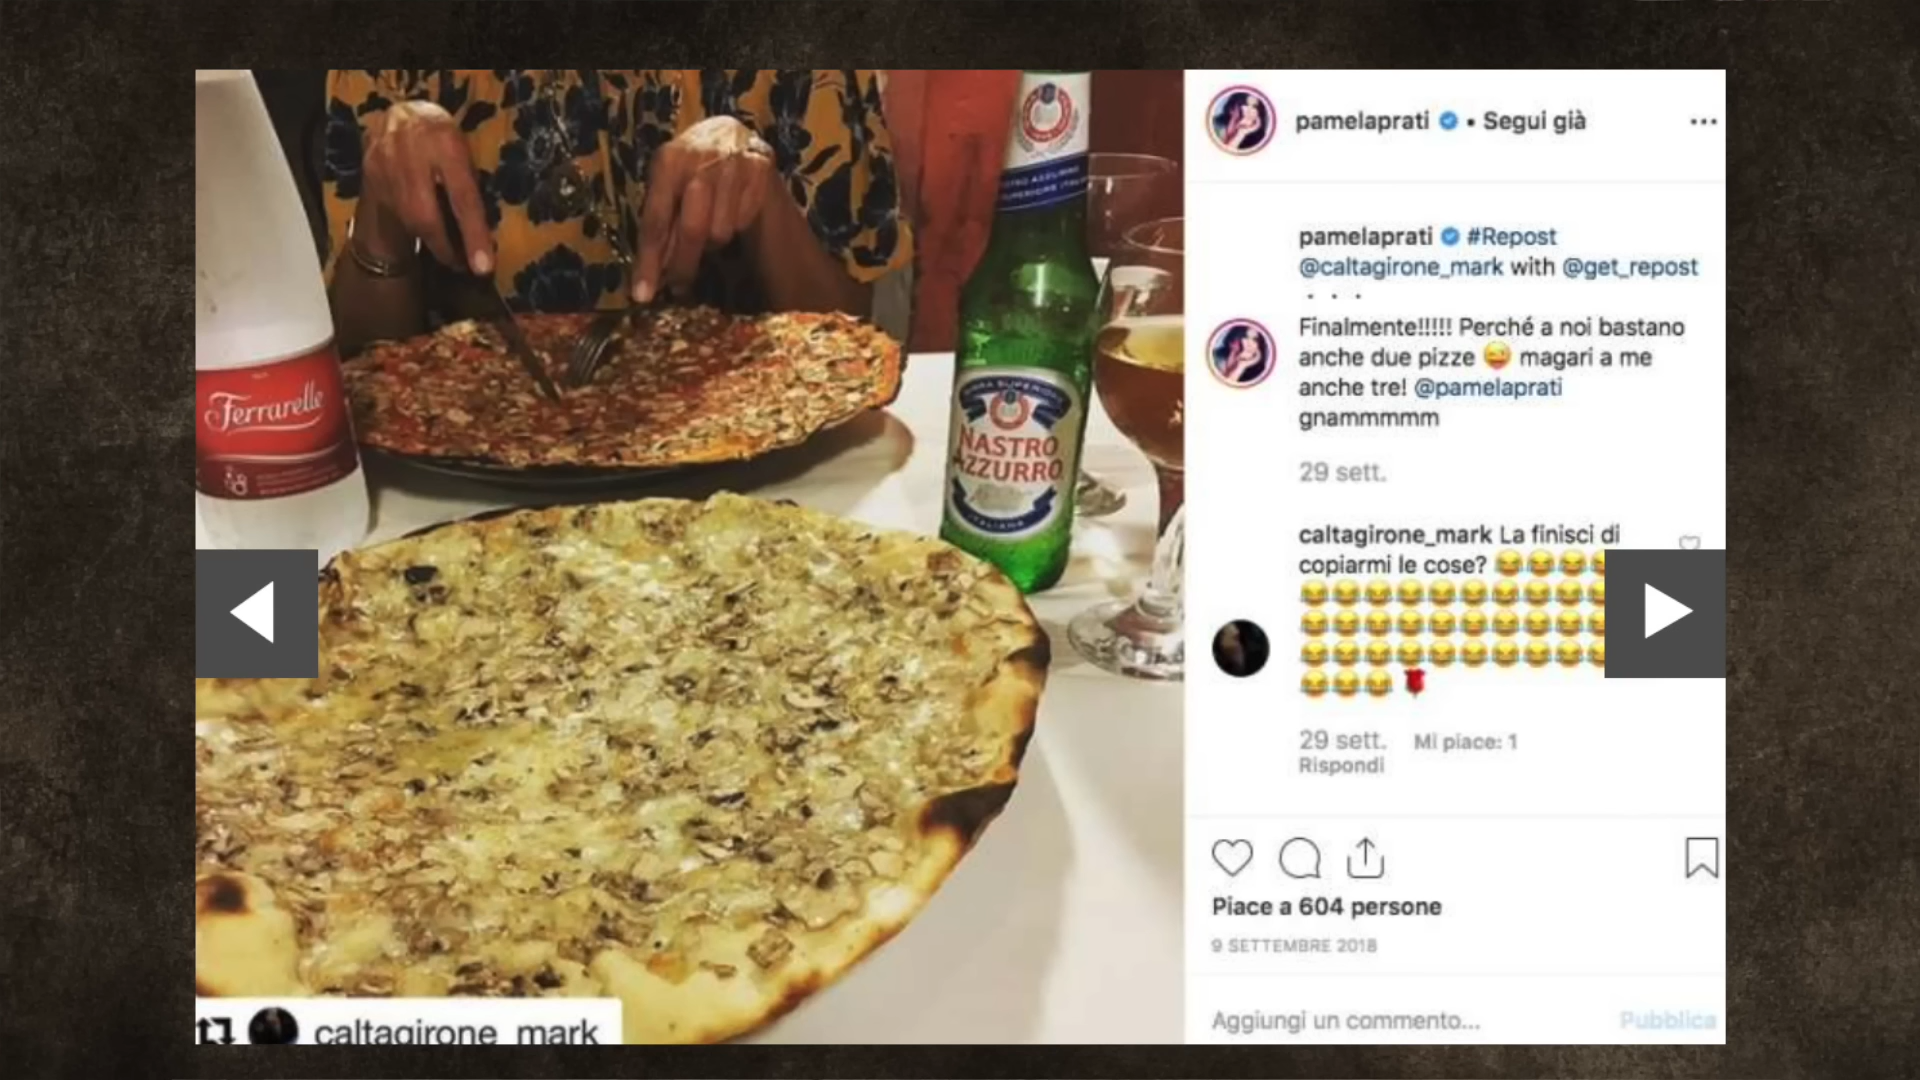 pamelaprati • Segui già
pamelaprati #Repost
@caltagirone_mark with @get_repost
. . .
Finalmente!!!!! Perché a noi bastano
anche due pizze 😜 magari a me
anche tre! @pamelaprati
gnammmmm
29 sett.
caltagirone_mark La finisci di
copiarmi le cose? 😂😂😂😂
😂😂😂😂😂😂😂😂😂😂
😂😂😂😂😂😂😂😂😂😂
😂😂😂😂😂😂😂😂😂😂
😂😂😂 🌹
29 sett. Mi piace: 1
Rispondi
Piace a 604 persone
9 SETTEMBRE 2018
Aggiungi un commento...
Pubblica
Ferrarelle
NASTRO
AZZURRO
ITALIANA
caltagirone_mark